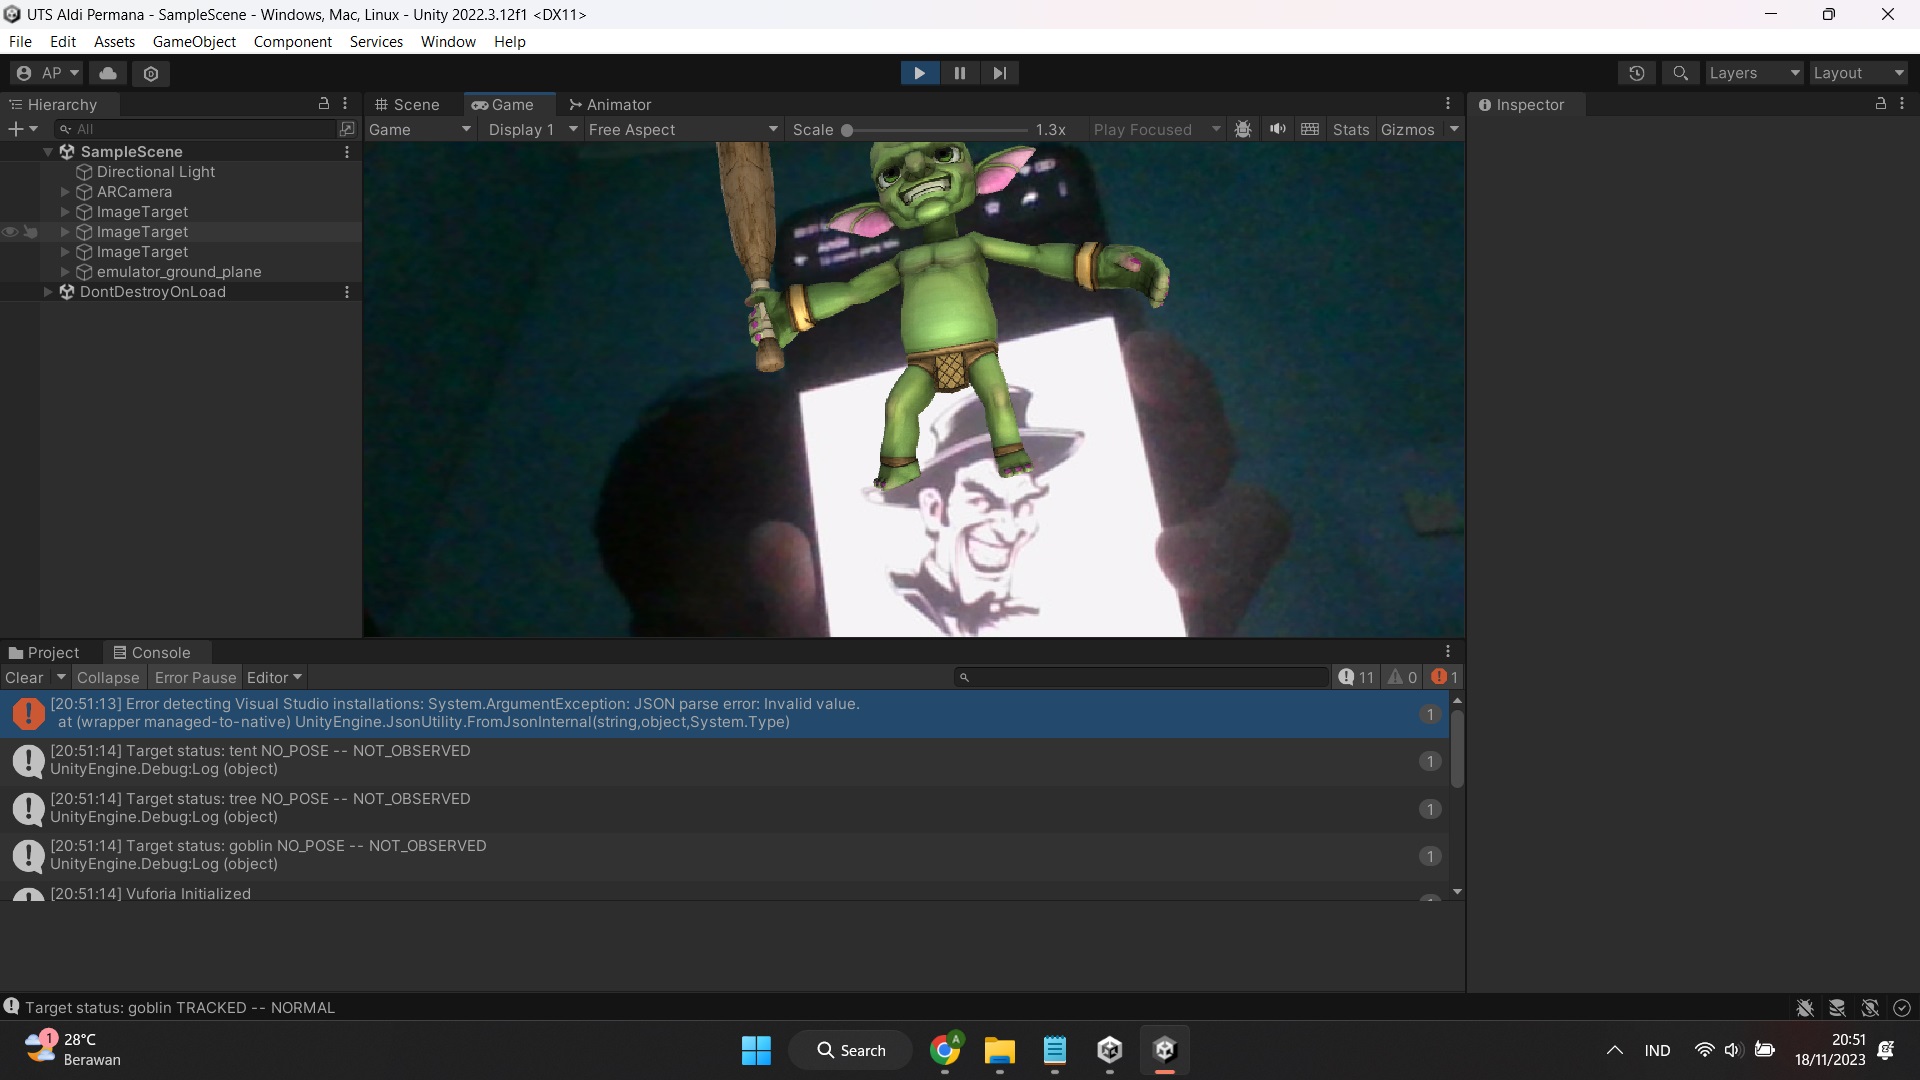 UTS Aldi Permana - SampleScene - Windows, Mac, Linux - Unity 2022.3.12f1 <DX11>
File Edit Assets GameObject Component Services Window Help
AP Layers Layout
Hierarchy Scene Game Animator Inspector
All Game Display 1 Free Aspect Scale 1.3x Play Focused Stats Gizmos
SampleScene
Directional Light
ARCamera
ImageTarget
ImageTarget
ImageTarget
emulator_ground_plane
DontDestroyOnLoad
Project Console
Clear Collapse Error Pause Editor 11 0 1
[20:51:13] Error detecting Visual Studio installations: System.ArgumentException: JSON parse error: Invalid value.
at (wrapper managed-to-native) UnityEngine.JsonUtility.FromJsonInternal(string,object,System.Type)
1
[20:51:14] Target status: tent NO_POSE -- NOT_OBSERVED
UnityEngine.Debug:Log (object)
1
[20:51:14] Target status: tree NO_POSE -- NOT_OBSERVED
UnityEngine.Debug:Log (object)
1
[20:51:14] Target status: goblin NO_POSE -- NOT_OBSERVED
UnityEngine.Debug:Log (object)
1
[20:51:14] Vuforia Initialized
Target status: goblin TRACKED -- NORMAL
1
28°C
Berawan
Search
A
IND
20:51
18/11/2023